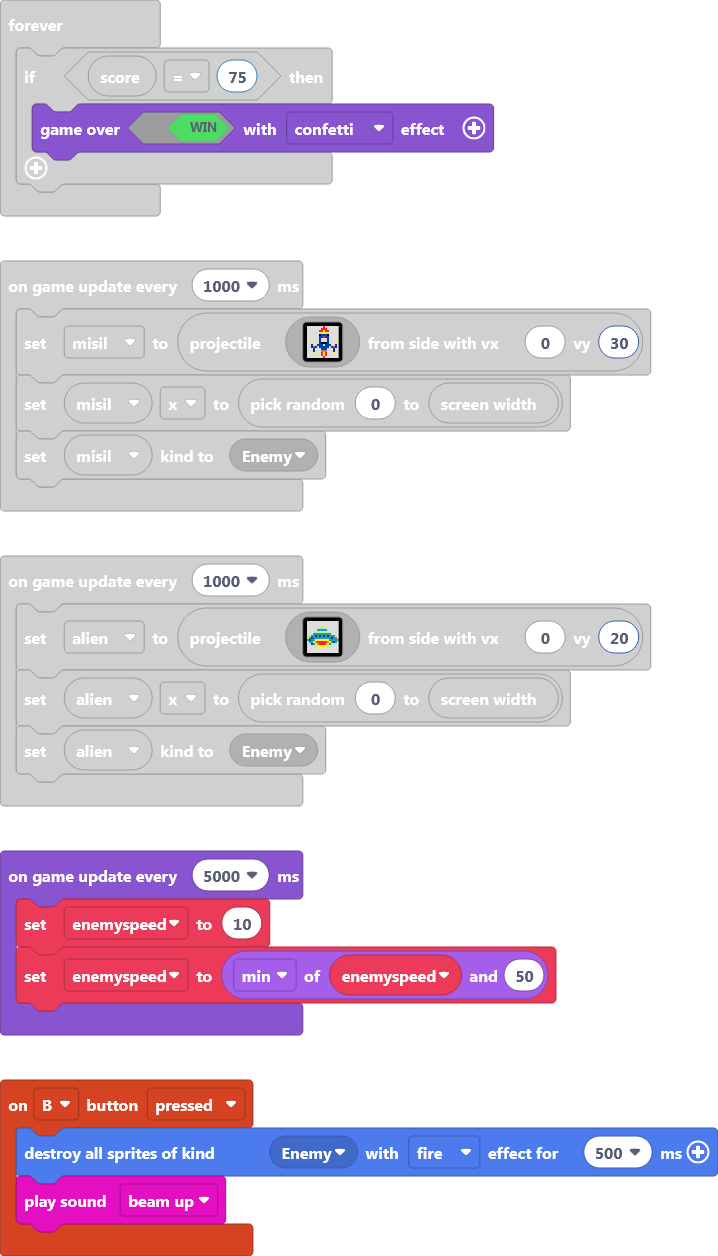 forever
if score = 75 then
game over WIN with confetti effect
on game update every 1000 ms
set misil to projectile from side with vx 0 vy 30
set misil x to pick random 0 to screen width
set misil kind to Enemy
on game update every 1000 ms
set alien to projectile from side with vx 0 vy 20
set alien x to pick random 0 to screen width
set alien kind to Enemy
on game update every 5000 ms
set enemyspeed to 10
set enemyspeed to min of enemyspeed and 50
on B button pressed
destroy all sprites of kind Enemy with fire effect for 500 ms
play sound beam up